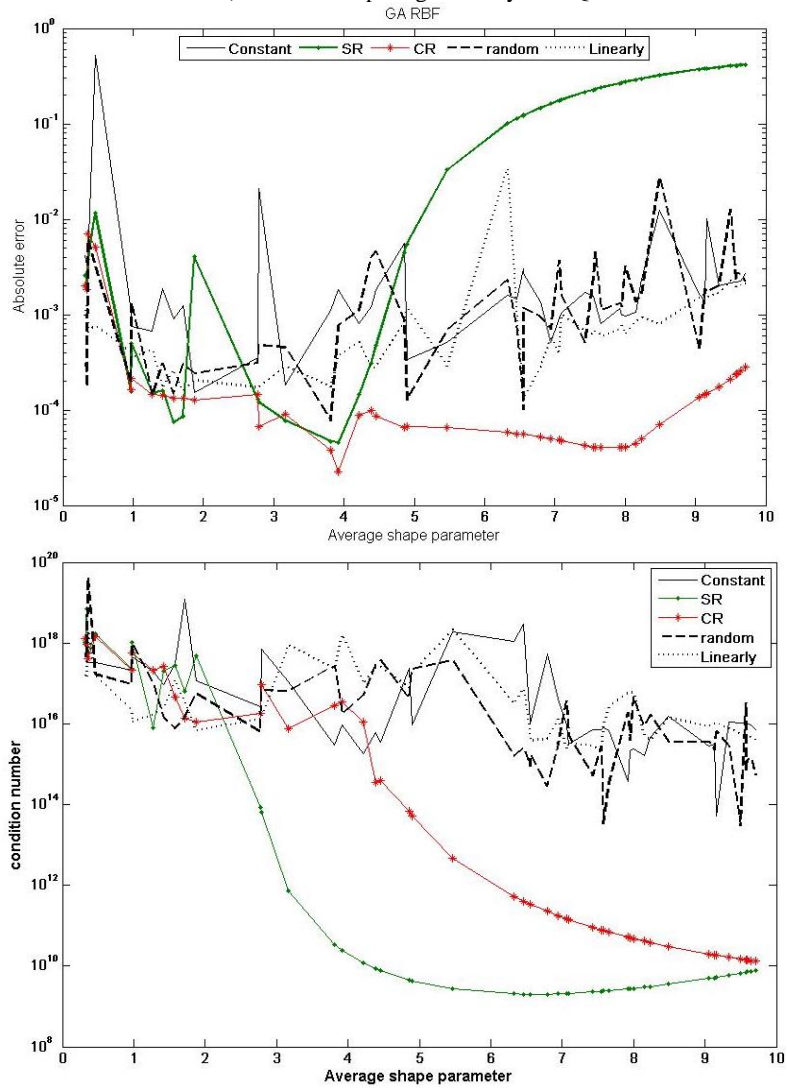 GA RBF
Constant SR CR random Linearly
10^0
10^-1
10^-2
10^-3
10^-4
10^-5
Absolute error
0 1 2 3 4 5 6 7 8 9 10
Average shape parameter
10^20
10^18
10^16
10^14
10^12
10^10
10^8
condition number
Constant
SR
CR
random
Linearly
0 1 2 3 4 5 6 7 8 9 10
Average shape parameter